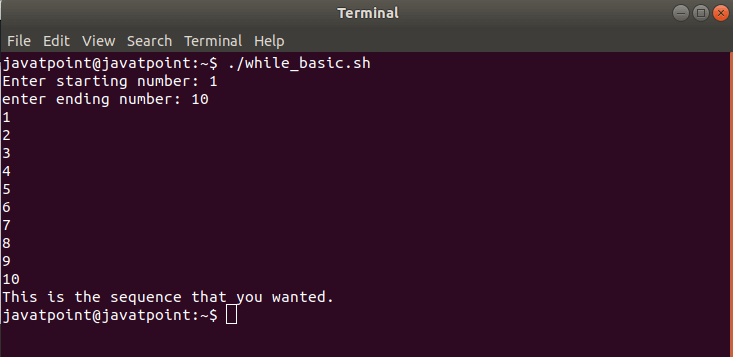 Terminal
File Edit View Search Terminal Help
javatpoint@javatpoint:~$ ./while_basic.sh
Enter starting number: 1
enter ending number: 10
1
2
3
4
5
6
7
8
9
10
This is the sequence that you wanted.
javatpoint@javatpoint:~$